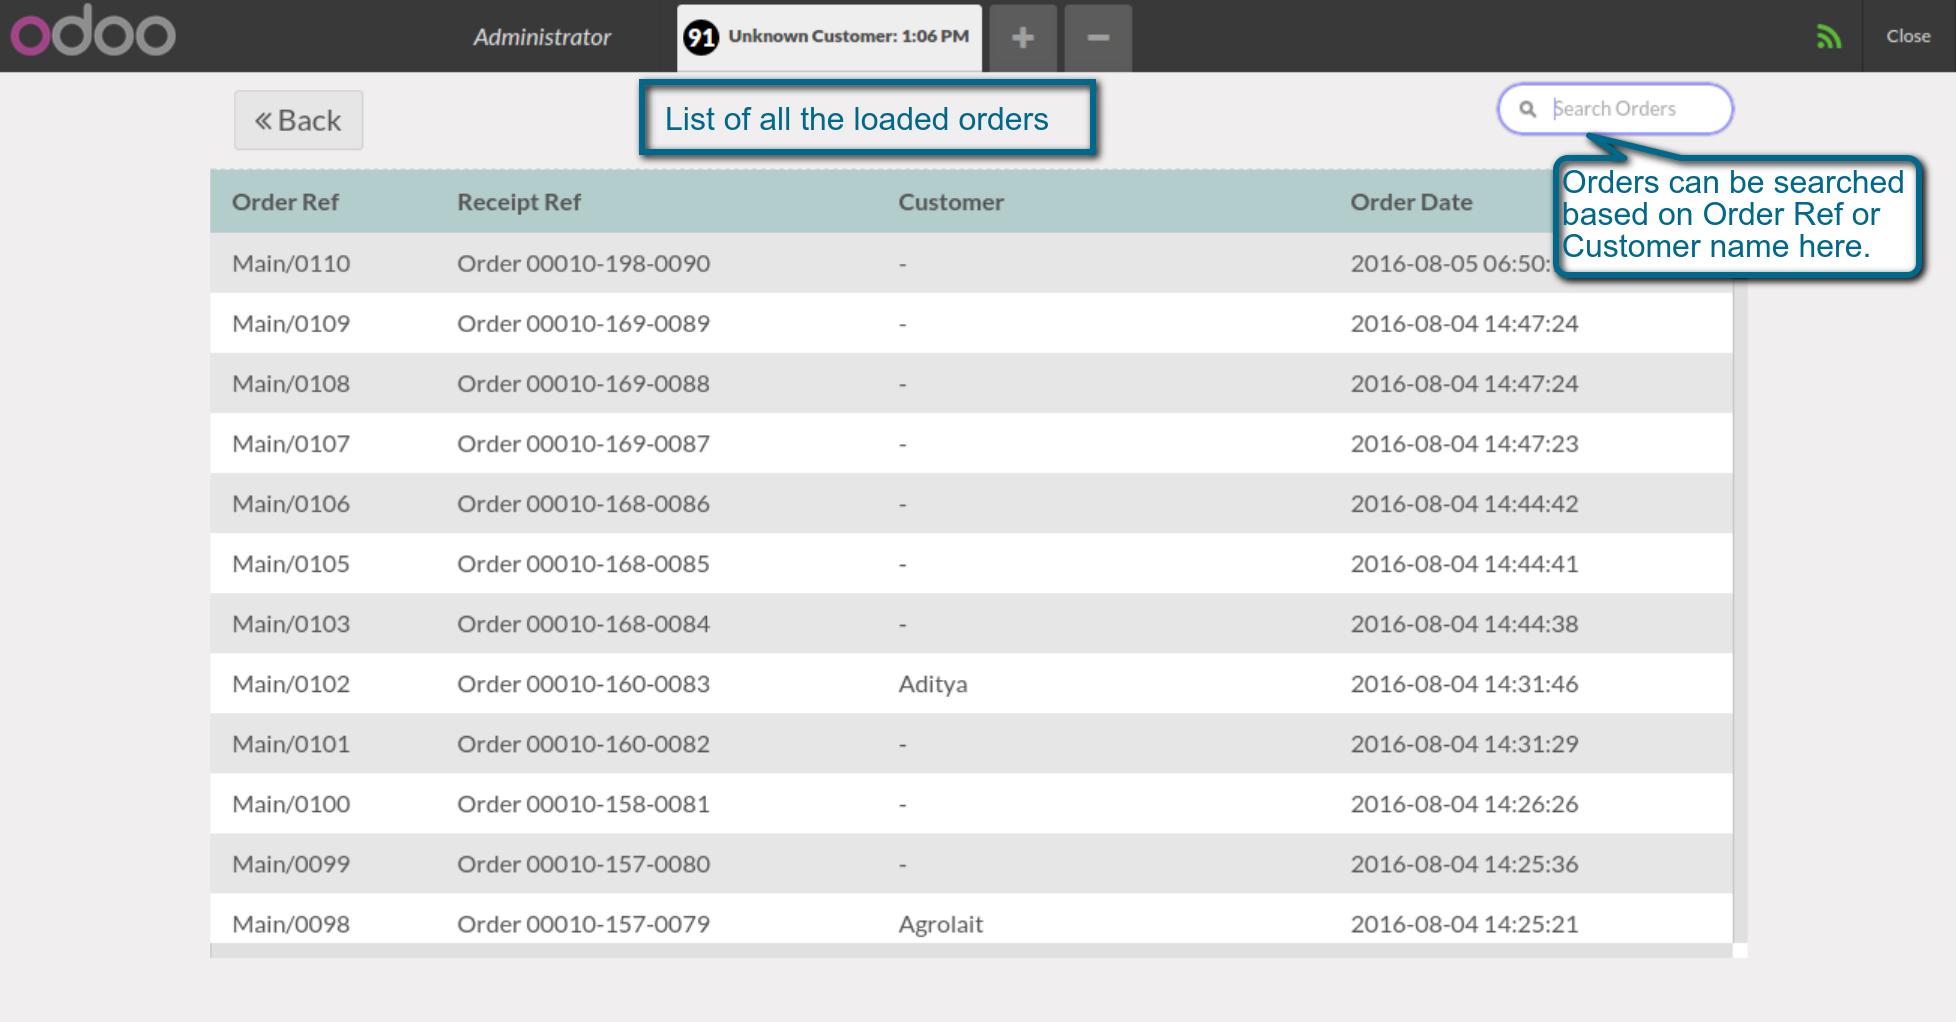 odoo
Administrator
91 Unknown Customer: 1:06 PM
+
−
Close
« Back
List of all the loaded orders
Search Orders
Orders can be searched
based on Order Ref or
Customer name here.
Order Ref Receipt Ref Customer Order Date
Main/0110 Order 00010-198-0090 - 2016-08-05 06:50:
Main/0109 Order 00010-169-0089 - 2016-08-04 14:47:24
Main/0108 Order 00010-169-0088 - 2016-08-04 14:47:24
Main/0107 Order 00010-169-0087 - 2016-08-04 14:47:23
Main/0106 Order 00010-168-0086 - 2016-08-04 14:44:42
Main/0105 Order 00010-168-0085 - 2016-08-04 14:44:41
Main/0103 Order 00010-168-0084 - 2016-08-04 14:44:38
Main/0102 Order 00010-160-0083 Aditya 2016-08-04 14:31:46
Main/0101 Order 00010-160-0082 - 2016-08-04 14:31:29
Main/0100 Order 00010-158-0081 - 2016-08-04 14:26:26
Main/0099 Order 00010-157-0080 - 2016-08-04 14:25:36
Main/0098 Order 00010-157-0079 Agrolait 2016-08-04 14:25:21